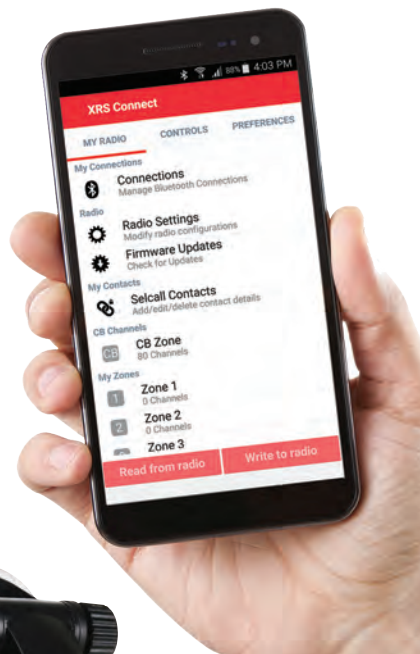 88% 4:03 PM
XRS Connect
MY RADIO CONTROLS PREFERENCES
My Connections
Connections
Manage Bluetooth Connections
Radio
Radio Settings
Modify radio configurations
Firmware Updates
Check for Updates
My Contacts
Selcall Contacts
Add/edit/delete contact details
CB Channels
CB CB Zone
80 Channels
My Zones
1 Zone 1
0 Channels
2 Zone 2
0 Channels
Zone 3
Read from radio Write to radio